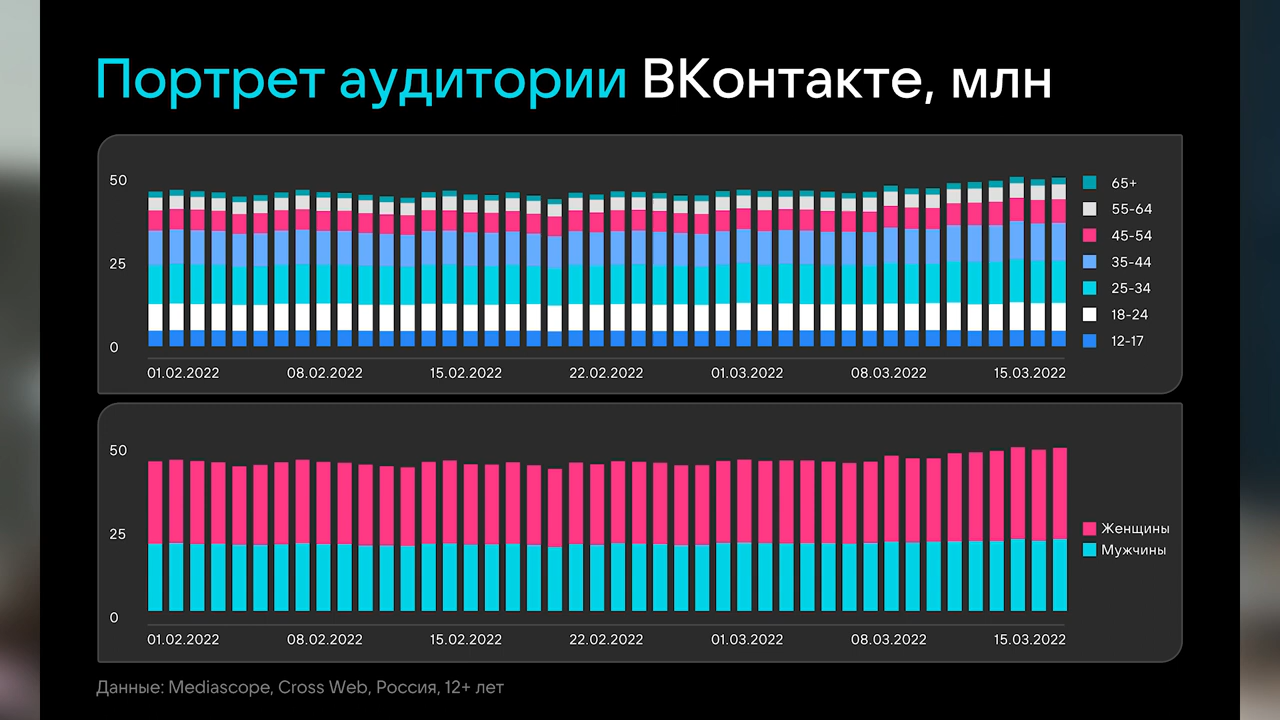 Портрет аудитории ВКонтакте, млн
50
25
0
65+
55-64
45-54
35-44
25-34
18-24
12-17
01.02.2022 08.02.2022 15.02.2022 22.02.2022 01.03.2022 08.03.2022 15.03.2022
50
25
0
Женщины
Мужчины
01.02.2022 08.02.2022 15.02.2022 22.02.2022 01.03.2022 08.03.2022 15.03.2022
Данные: Mediascope, Cross Web, Россия, 12+ лет